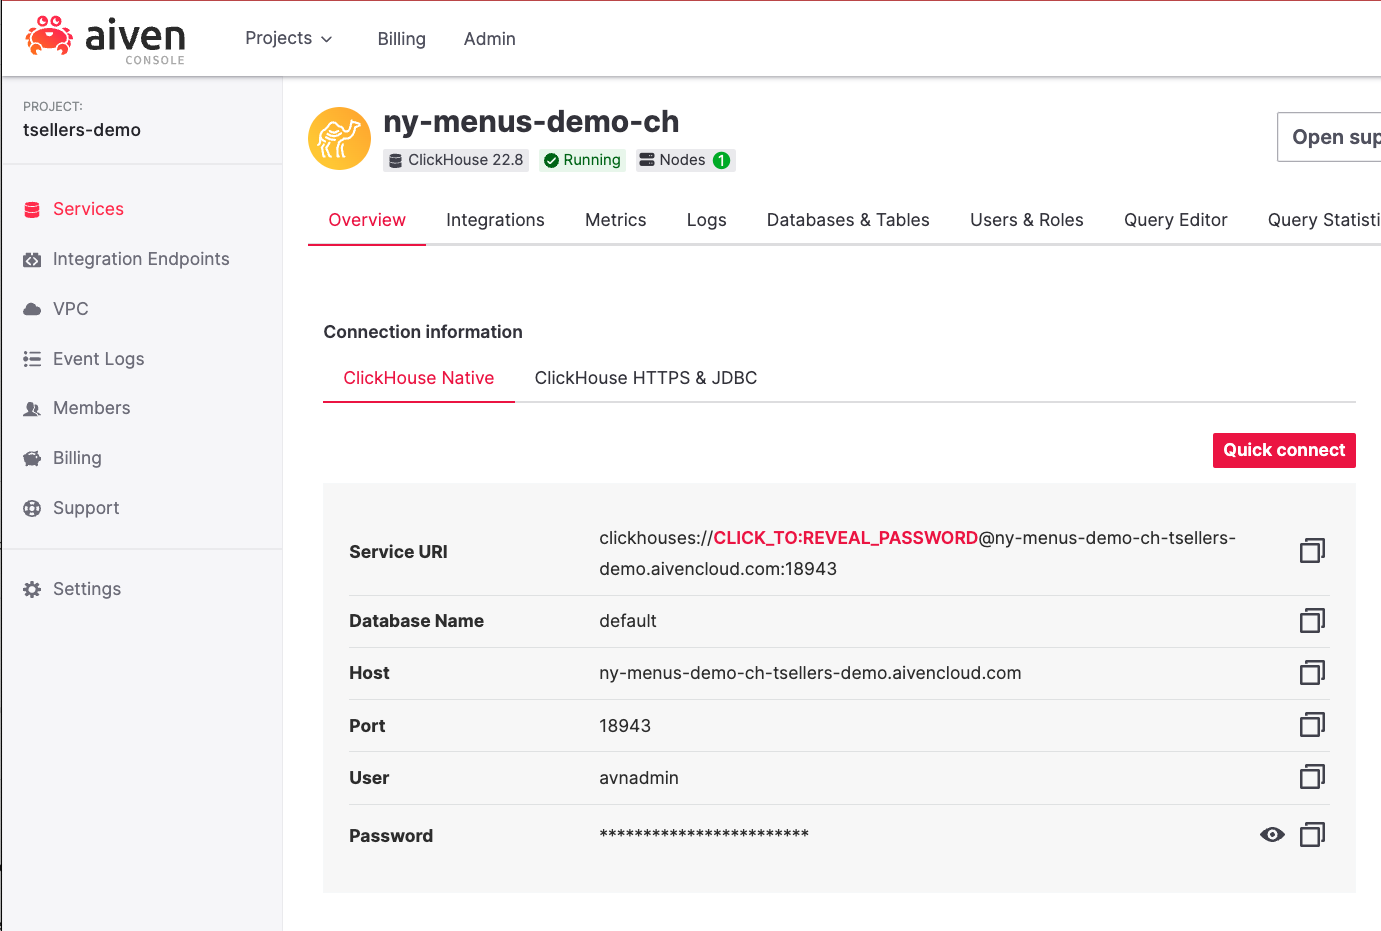 aiven
CONSOLE
Projects
Billing
Admin
PROJECT:
tsellers-demo
Services
Integration Endpoints
VPC
Event Logs
Members
Billing
Support
Settings
ny-menus-demo-ch
ClickHouse 22.8
Running
Nodes 1
Open sup
Overview
Integrations
Metrics
Logs
Databases & Tables
Users & Roles
Query Editor
Query Statisti
Connection information
ClickHouse Native
ClickHouse HTTPS & JDBC
Quick connect
Service URI
clickhouses://CLICK_TO:REVEAL_PASSWORD@ny-menus-demo-ch-tsellers-
demo.aivencloud.com:18943
Database Name
default
Host
ny-menus-demo-ch-tsellers-demo.aivencloud.com
Port
18943
User
avnadmin
Password
************************